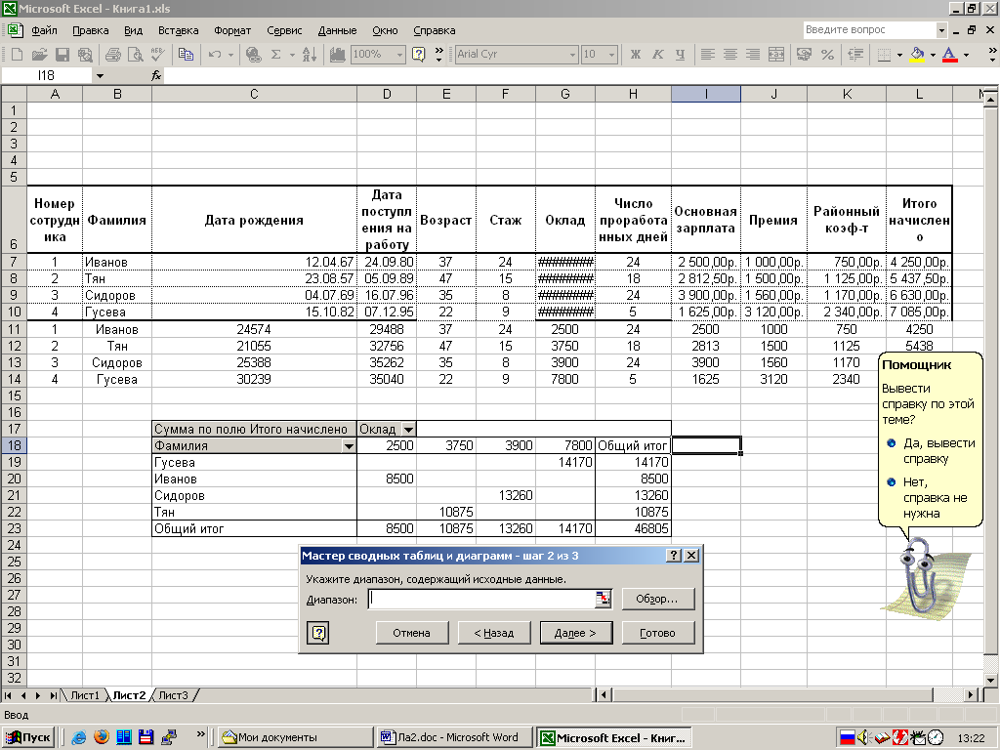 Microsoft Excel - Книга1.xls
Файл Правка Вид Вставка Формат Сервис Данные Окно Справка
Введите вопрос
100% Arial Cyr 10 Ж К Ч
I18 fx
A B C D E F G H I J K L M
1
2
3
4
5
6
Номер сотрудника Фамилия Дата рождения Дата поступления на работу Возраст Стаж Оклад Число проработанных дней Основная зарплата Премия Районный коэф-т Итого начислено
7 1 Иванов 12.04.67 24.09.80 37 24 ######## 24 2 500,00р. 1 000,00р. 750,00р. 4 250,00р.
8 2 Тян 23.08.57 05.09.89 47 15 ######## 18 2 812,50р. 1 500,00р. 1 125,00р. 5 437,50р.
9 3 Сидоров 04.07.69 16.07.96 35 8 ######## 24 3 900,00р. 1 560,00р. 1 170,00р. 6 630,00р.
10 4 Гусева 15.10.82 07.12.95 22 9 ######## 5 1 625,00р. 3 120,00р. 2 340,00р. 7 085,00р.
11 1 Иванов 24574 29488 37 24 2500 24 2500 1000 750 4250
12 2 Тян 21055 32756 47 15 3750 18 2813 1500 1125 5438
13 3 Сидоров 25388 35262 35 8 3900 24 3900 1560 1170
14 4 Гусева 30239 35040 22 9 7800 5 1625 3120 2340
15
16
17 Сумма по полю Итого начислено Оклад
18 Фамилия 2500 3750 3900 7800 Общий итог
19 Гусева 14170 14170
20 Иванов 8500 8500
21 Сидоров 13260 13260
22 Тян 10875 10875
23 Общий итог 8500 10875 13260 14170 46805
24
25
26
27
28
29
30
31
32
Помощник
Вывести
справку по этой
теме?
Да, вывести
справку
Нет,
справка не
нужна
Мастер сводных таблиц и диаграмм - шаг 2 из 3
Укажите диапазон, содержащий исходные данные.
Диапазон: Обзор...
Отмена < Назад Далее > Готово
Лист1 Лист2 Лист3
Ввод
Пуск Мои документы Ла2.doc - Microsoft Word Microsoft Excel - Книг... 13:22